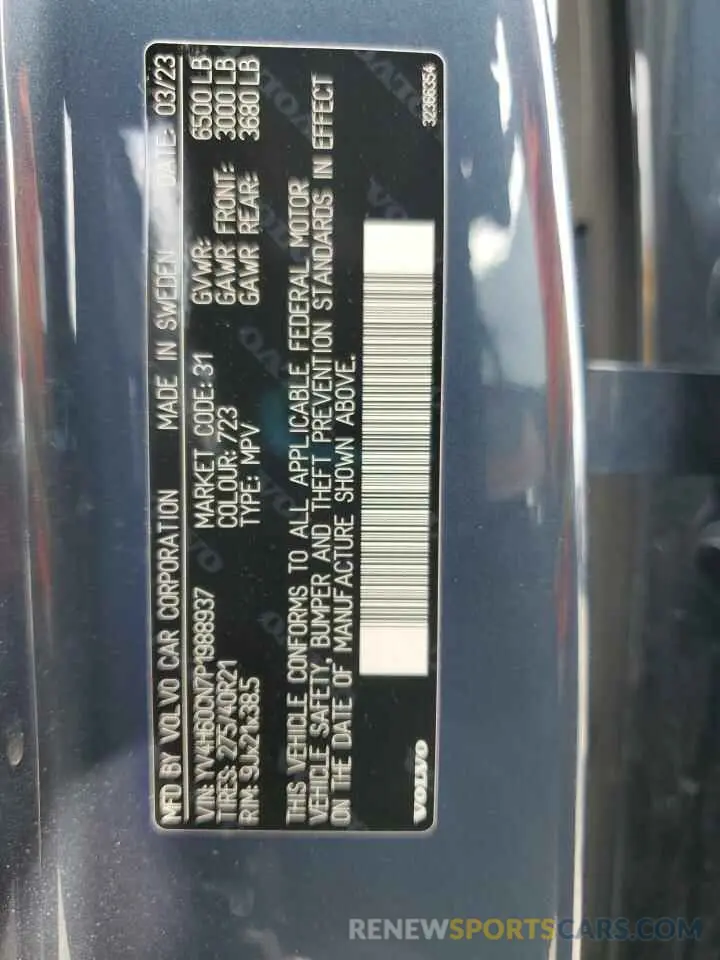 MFD BY VOLVO CAR CORPORATION MADE IN SWEDEN DATE: 03/23
VIN: YV4H60CN7P1988937 MARKET CODE: 31 GVWR: 6500 LB
TIRES: 275/40R21 COLOUR: 723 GAWR FRONT: 3000 LB
RIM: 9Jx21x38.5 TYPE: MPV GAWR REAR: 3680 LB
THIS VEHICLE CONFORMS TO ALL APPLICABLE FEDERAL MOTOR
VEHICLE SAFETY, BUMPER AND THEFT PREVENTION STANDARDS IN EFFECT
ON THE DATE OF MANUFACTURE SHOWN ABOVE.
VOLVO
32366354
RENEWSPORTSCARS.COM